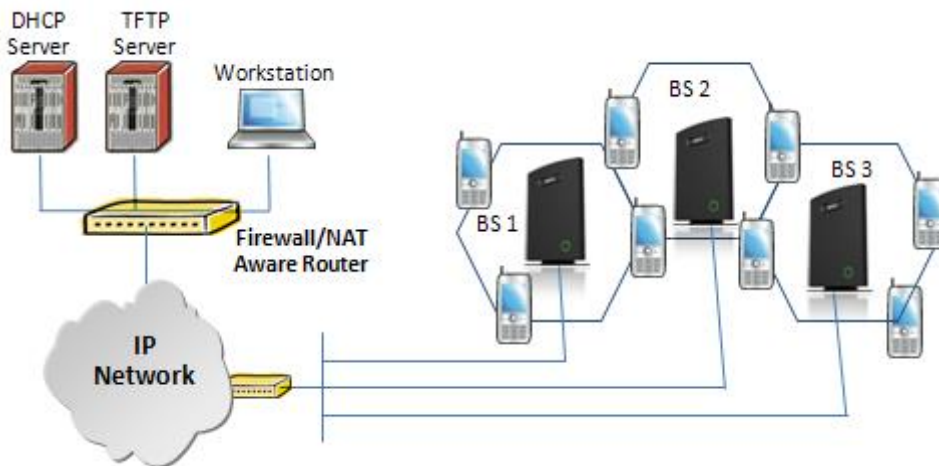 DHCP
Server
TFTP
Server
Workstation
Firewall/NAT
Aware Router
IP
Network
BS 1
BS 2
BS 3